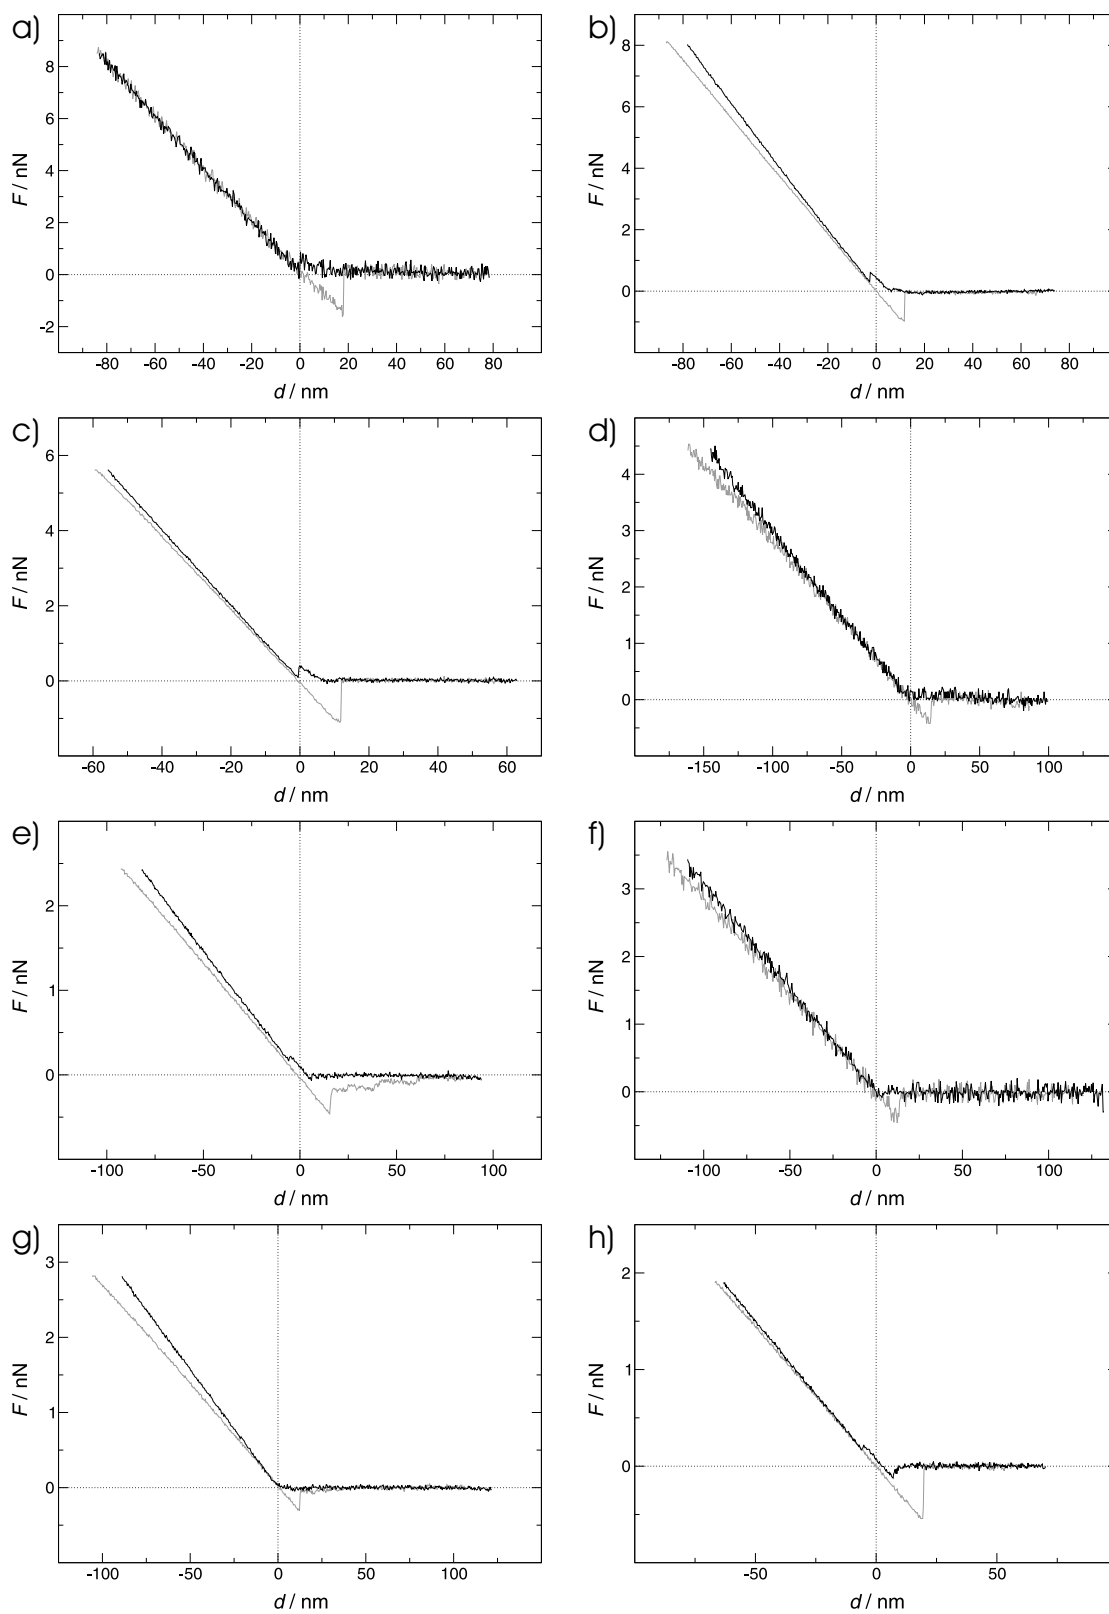 a)
8
6
4
2
0
-2
F / nN
-80 -60 -40 -20 0 20 40 60 80
d / nm
b)
8
6
4
2
0
F / nN
-80 -60 -40 -20 0 20 40 60 80
d / nm
c)
6
4
2
0
F / nN
-60 -40 -20 0 20 40 60
d / nm
d)
4
3
2
1
0
F / nN
-150 -100 -50 0 50 100
d / nm
e)
2
1
0
F / nN
-100 -50 0 50 100
d / nm
f)
3
2
1
0
F / nN
-100 -50 0 50 100
d / nm
g)
3
2
1
0
F / nN
-100 -50 0 50 100
d / nm
h)
2
1
0
F / nN
-50 0 50
d / nm